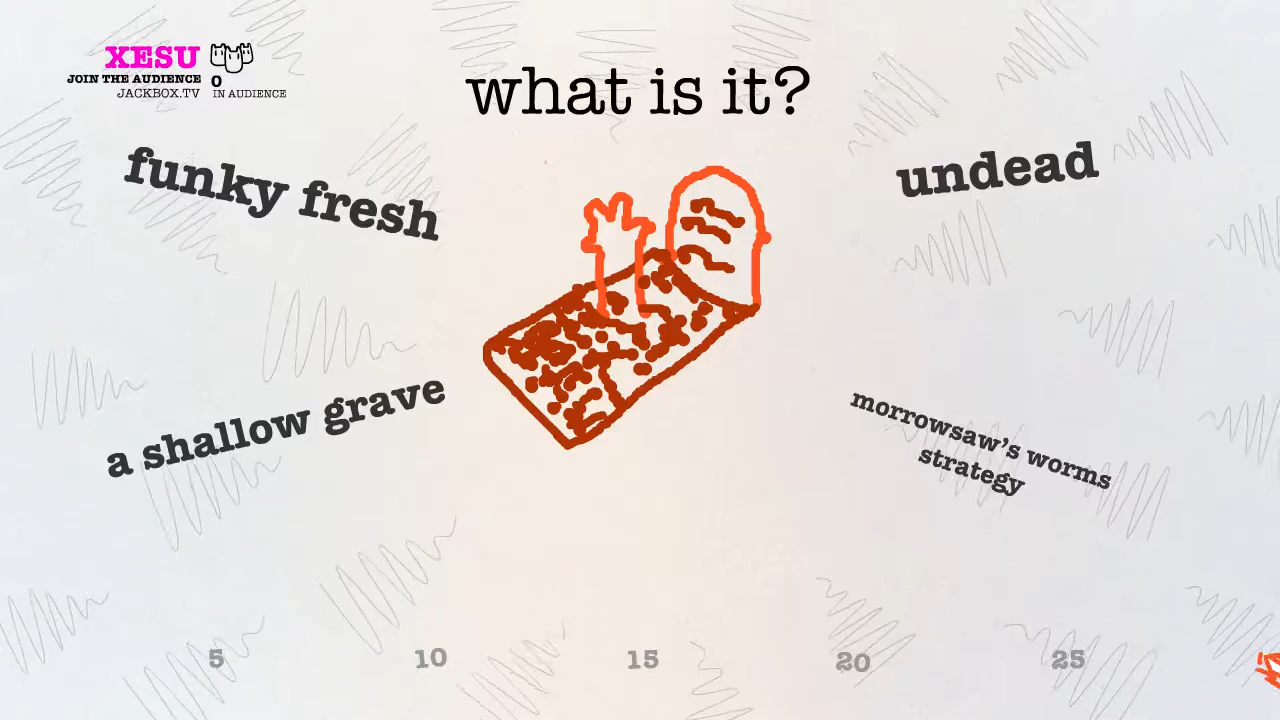 XESU
JOIN THE AUDIENCE
JACKBOX.TV
0
IN AUDIENCE
what is it?
funky fresh
undead
a shallow grave
morrowsaw's worms
strategy
5
10
15
20
25